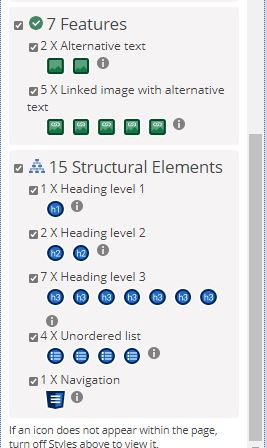 7 Features
2 X Alternative text
5 X Linked image with alternative
text
15 Structural Elements
1 X Heading level 1
h1
2 X Heading level 2
h2 h2
7 X Heading level 3
h3 h3 h3 h3 h3 h3 h3
4 X Unordered list
1 X Navigation
If an icon does not appear within the page,
turn off Styles above to view it.